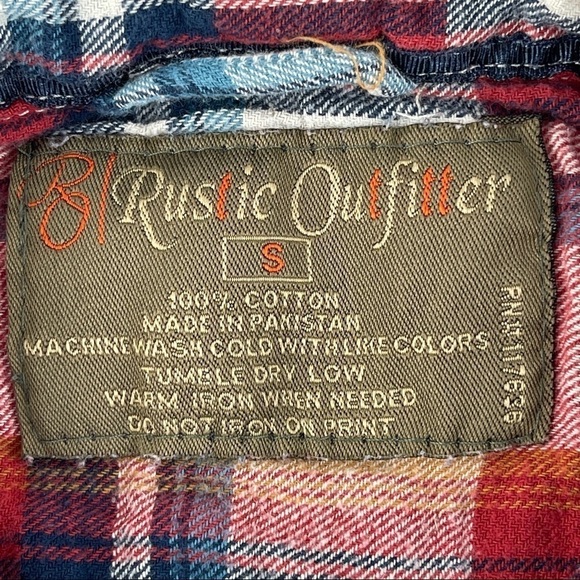 RO Rustic Outfitter
S
100% COTTON
MADE IN PAKISTAN
MACHINE WASH COLD WITH LIKE COLORS
TUMBLE DRY LOW
WARM IRON WHEN NEEDED
DO NOT IRON ON PRINT
RN# 117636